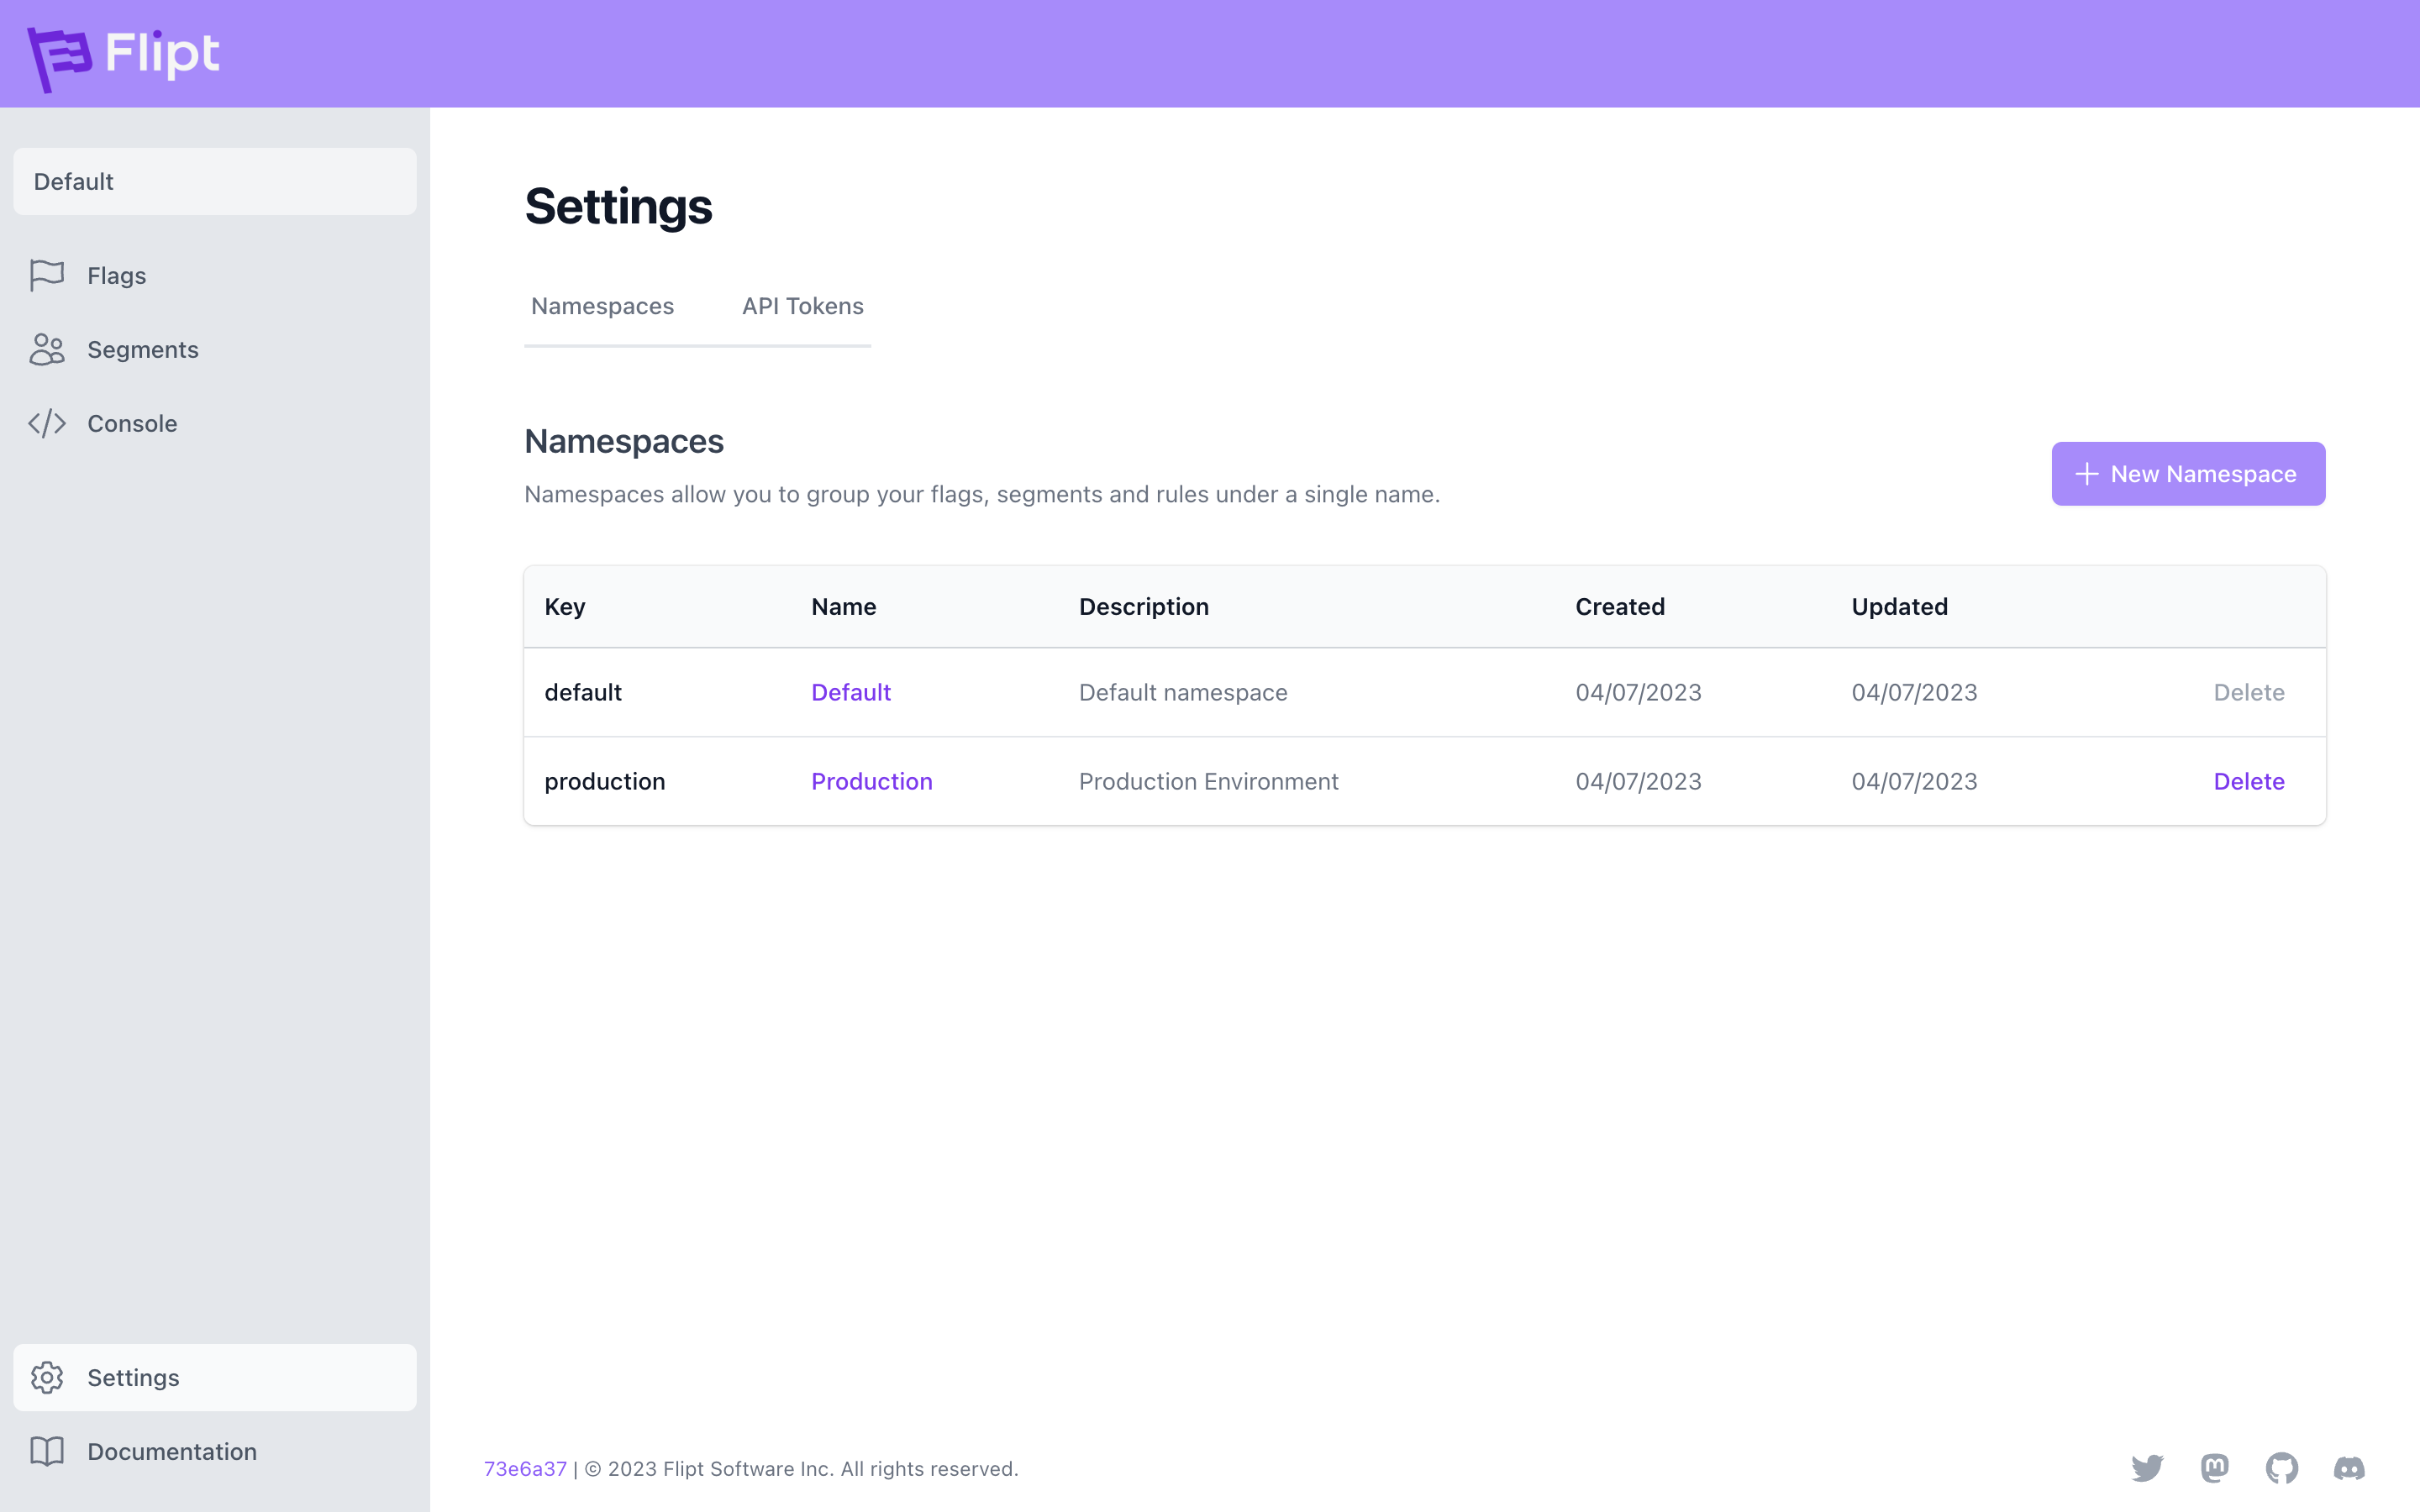 Flipt
Default
Flags
Segments
Console
Settings
Documentation
Settings
Namespaces API Tokens
Namespaces
Namespaces allow you to group your flags, segments and rules under a single name.
New Namespace
Key Name Description Created Updated
default Default Default namespace 04/07/2023 04/07/2023 Delete
production Production Production Environment 04/07/2023 04/07/2023 Delete
73e6a37 | © 2023 Flipt Software Inc. All rights reserved.